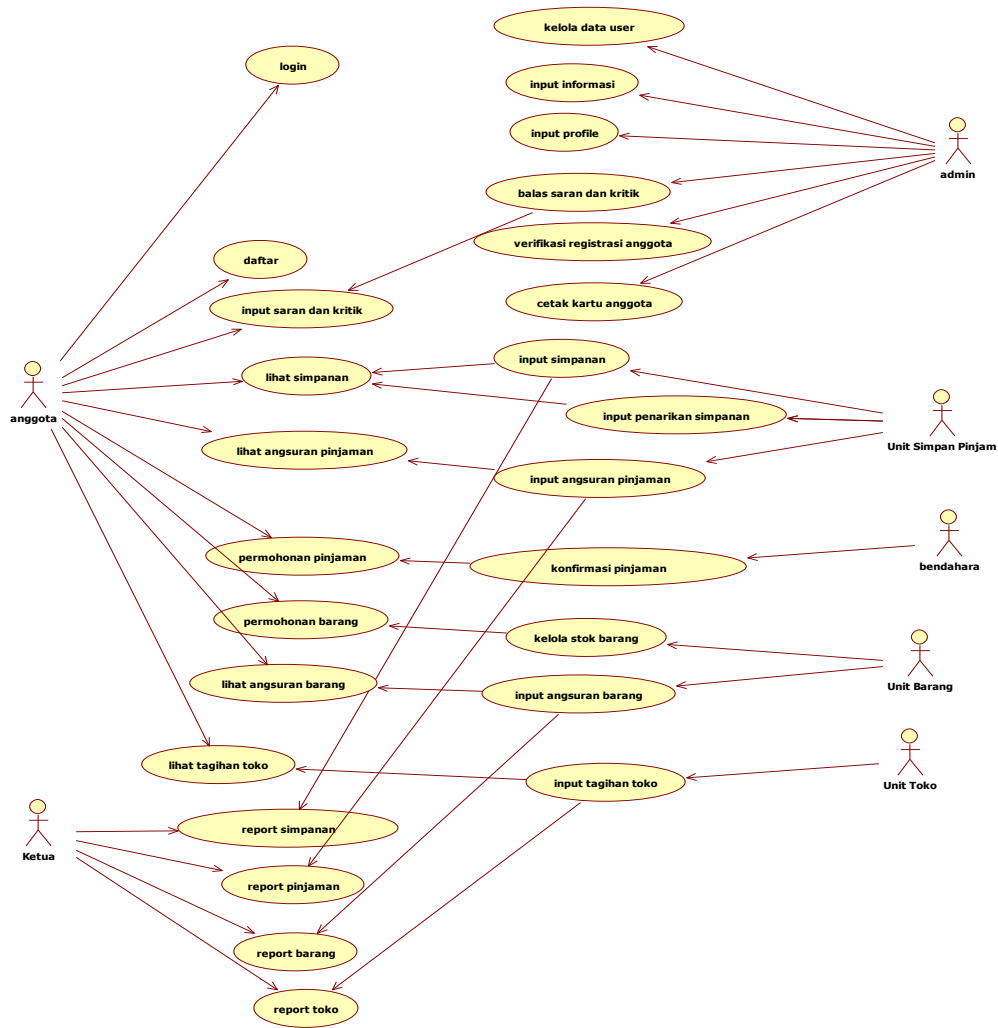 kelola data user
login
input informasi
input profile
admin
balas saran dan kritik
verifikasi registrasi anggota
daftar
input saran dan kritik
cetak kartu anggota
input simpanan
lihat simpanan
anggota
input penarikan simpanan
Unit Simpan Pinjam
lihat angsuran pinjaman
input angsuran pinjaman
permohonan pinjaman
konfirmasi pinjaman
bendahara
permohonan barang
kelola stok barang
lihat angsuran barang
input angsuran barang
Unit Barang
lihat tagihan toko
input tagihan toko
Unit Toko
report simpanan
Ketua
report pinjaman
report barang
report toko